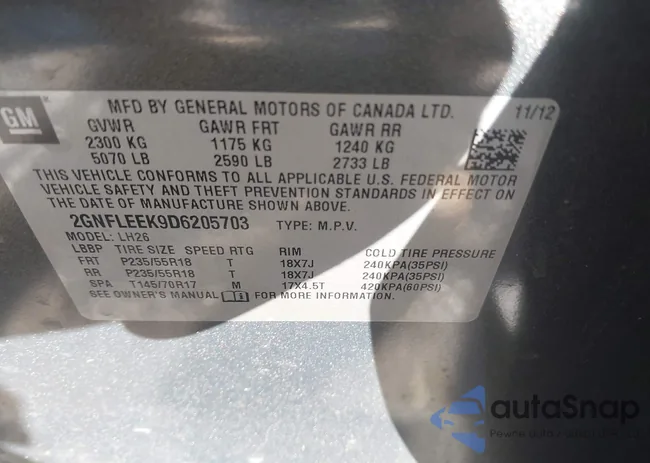 GM
MFD BY GENERAL MOTORS OF CANADA LTD. 11/12
GVWR GAWR FRT GAWR RR
2300 KG 1175 KG 1240 KG
5070 LB 2590 LB 2733 LB
THIS VEHICLE CONFORMS TO ALL APPLICABLE U.S. FEDERAL MOTOR
VEHICLE SAFETY AND THEFT PREVENTION STANDARDS IN EFFECT ON
THE DATE OF MANUFACTURE SHOWN ABOVE.
2GNFLEEK9D6205703 TYPE: M.P.V.
MODEL: LH26
LBBP TIRE SIZE SPEED RTG RIM COLD TIRE PRESSURE
FRT P235/55R18 T 18X7J 240KPA(35PSI)
RR P235/55R18 T 18X7J 240KPA(35PSI)
SPA T145/70R17 M 17X4.5T 420KPA(60PSI)
SEE OWNER'S MANUAL FOR MORE INFORMATION.
autaSnap
Pewne auto